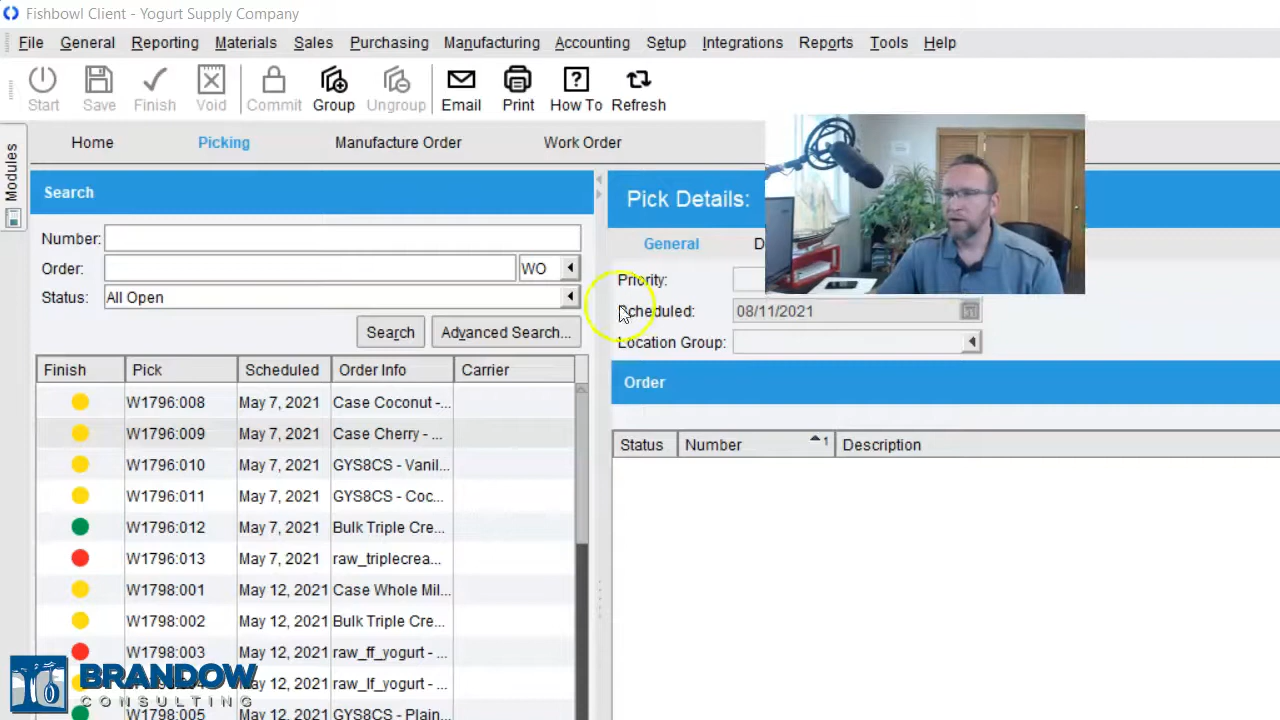 Fishbowl Client - Yogurt Supply Company
File General Reporting Materials Sales Purchasing Manufacturing Accounting Setup Integrations Reports Tools Help
Start Save Finish Void Commit Group Ungroup Email Print How To Refresh
Modules
Home Picking Manufacture Order Work Order
Search
Number:
Order: WO
Status: All Open
Search Advanced Search...
Finish Pick Scheduled Order Info Carrier
W1796:008 May 7, 2021 Case Coconut -...
W1796:009 May 7, 2021 Case Cherry - ...
W1796:010 May 7, 2021 GYS8CS - Vanil...
W1796:011 May 7, 2021 GYS8CS - Coc...
W1796:012 May 7, 2021 Bulk Triple Cre...
W1796:013 May 7, 2021 raw_triplecrea...
W1798:001 May 12, 2021 Case Whole Mil...
W1798:002 May 12, 2021 Bulk Triple Cre...
W1798:003 May 12, 2021 raw_ff_yogurt - ...
May 12, 2021 raw_lf_yogurt - ...
W1798:005 May 12, 2021 GYS8CS - Plain...
Pick Details:
General
Priority:
Scheduled: 08/11/2021
Location Group:
Order
Status Number 1 Description
BRANDOW
CONSULTING